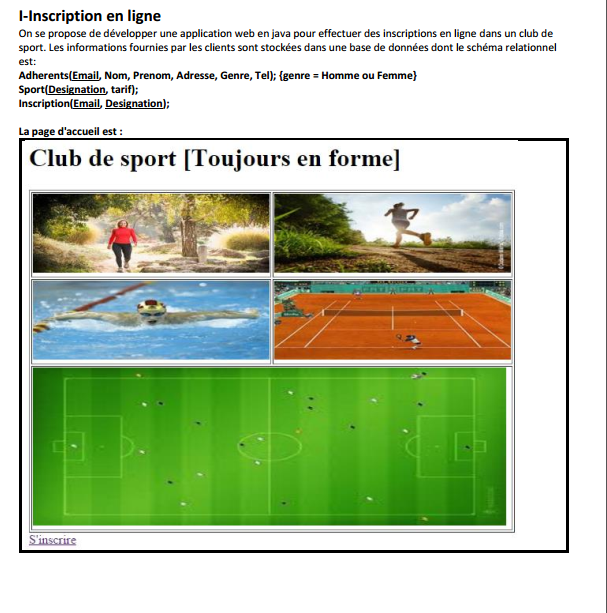 I-Inscription en ligne
On se propose de développer une application web en java pour effectuer des inscriptions en ligne dans un club de
sport. Les informations fournies par les clients sont stockées dans une base de données dont le schéma relationnel
est:
Adherents(Email, Nom, Prenom, Adresse, Genre, Tel); {genre = Homme ou Femme}
Sport(Designation, tarif);
Inscription(Email, Designation);
La page d'accueil est :
Club de sport [Toujours en forme]
S'inscrire